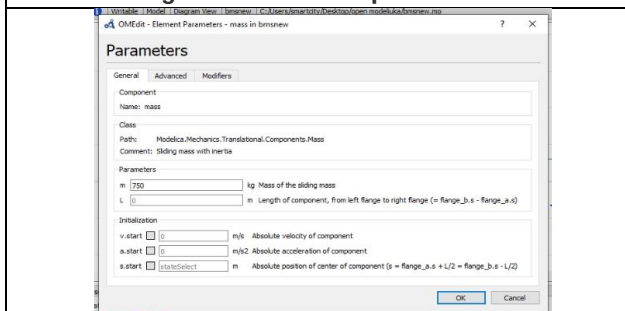 Writable Model Diagram View bmsnew C:/Users/smartcity/Desktop/open modeliuka/bmsnew.mo
OMEdit - Element Parameters - mass in bmsnew ? ×
Parameters
General Advanced Modifiers
Component
Name: mass
Class
Path: Modelica.Mechanics.Translational.Components.Mass
Comment: Sliding mass with inertia
Parameters
m 750 kg Mass of the sliding mass
L 0 m Length of component, from left flange to right flange (= flange_b.s - flange_a.s)
Initialization
v.start 0 m/s Absolute velocity of component
a.start 0 m/s2 Absolute acceleration of component
s.start stateSelect m Absolute position of center of component (s = flange_a.s + L/2 = flange_b.s - L/2)
OK Cancel